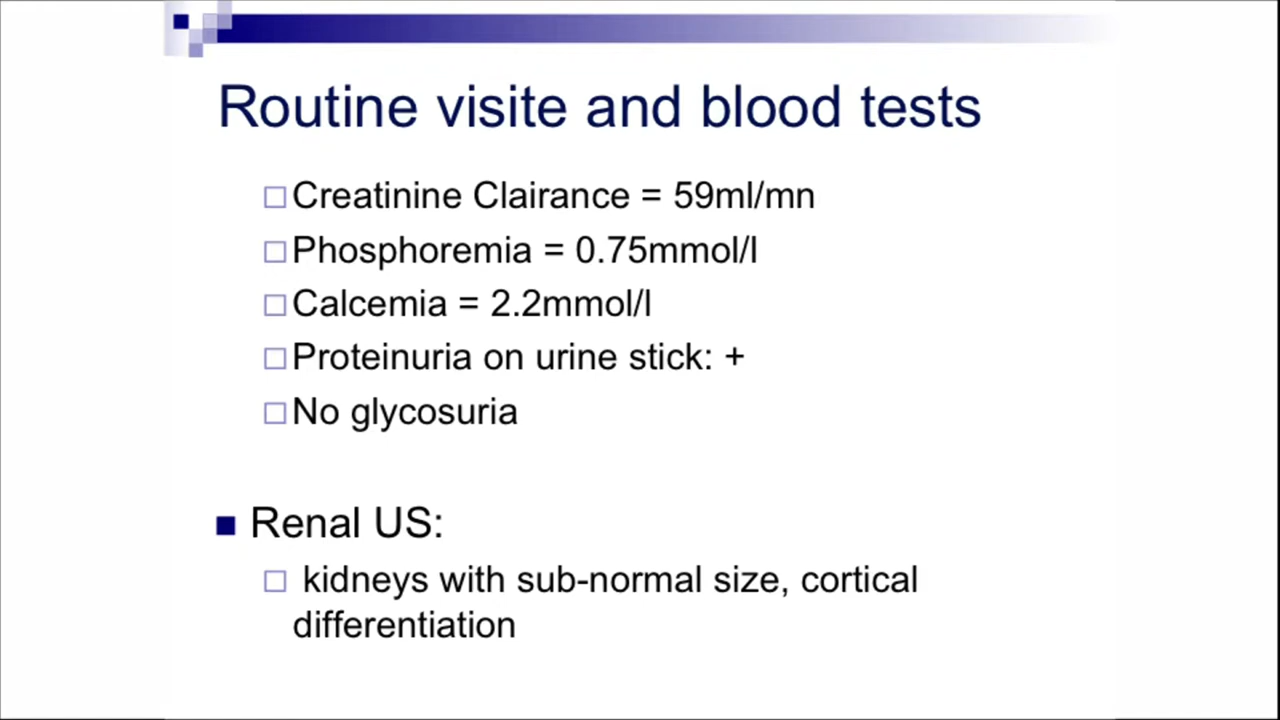 Routine visite and blood tests
Creatinine Clairance = 59ml/mn
Phosphoremia = 0.75mmol/l
Calcemia = 2.2mmol/l
Proteinuria on urine stick: +
No glycosuria
Renal US:
kidneys with sub-normal size, cortical
differentiation